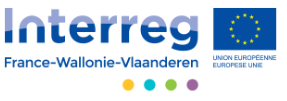 Interreg
France-Wallonie-Vlaanderen
UNION EUROPÉENNE
EUROPESE UNIE